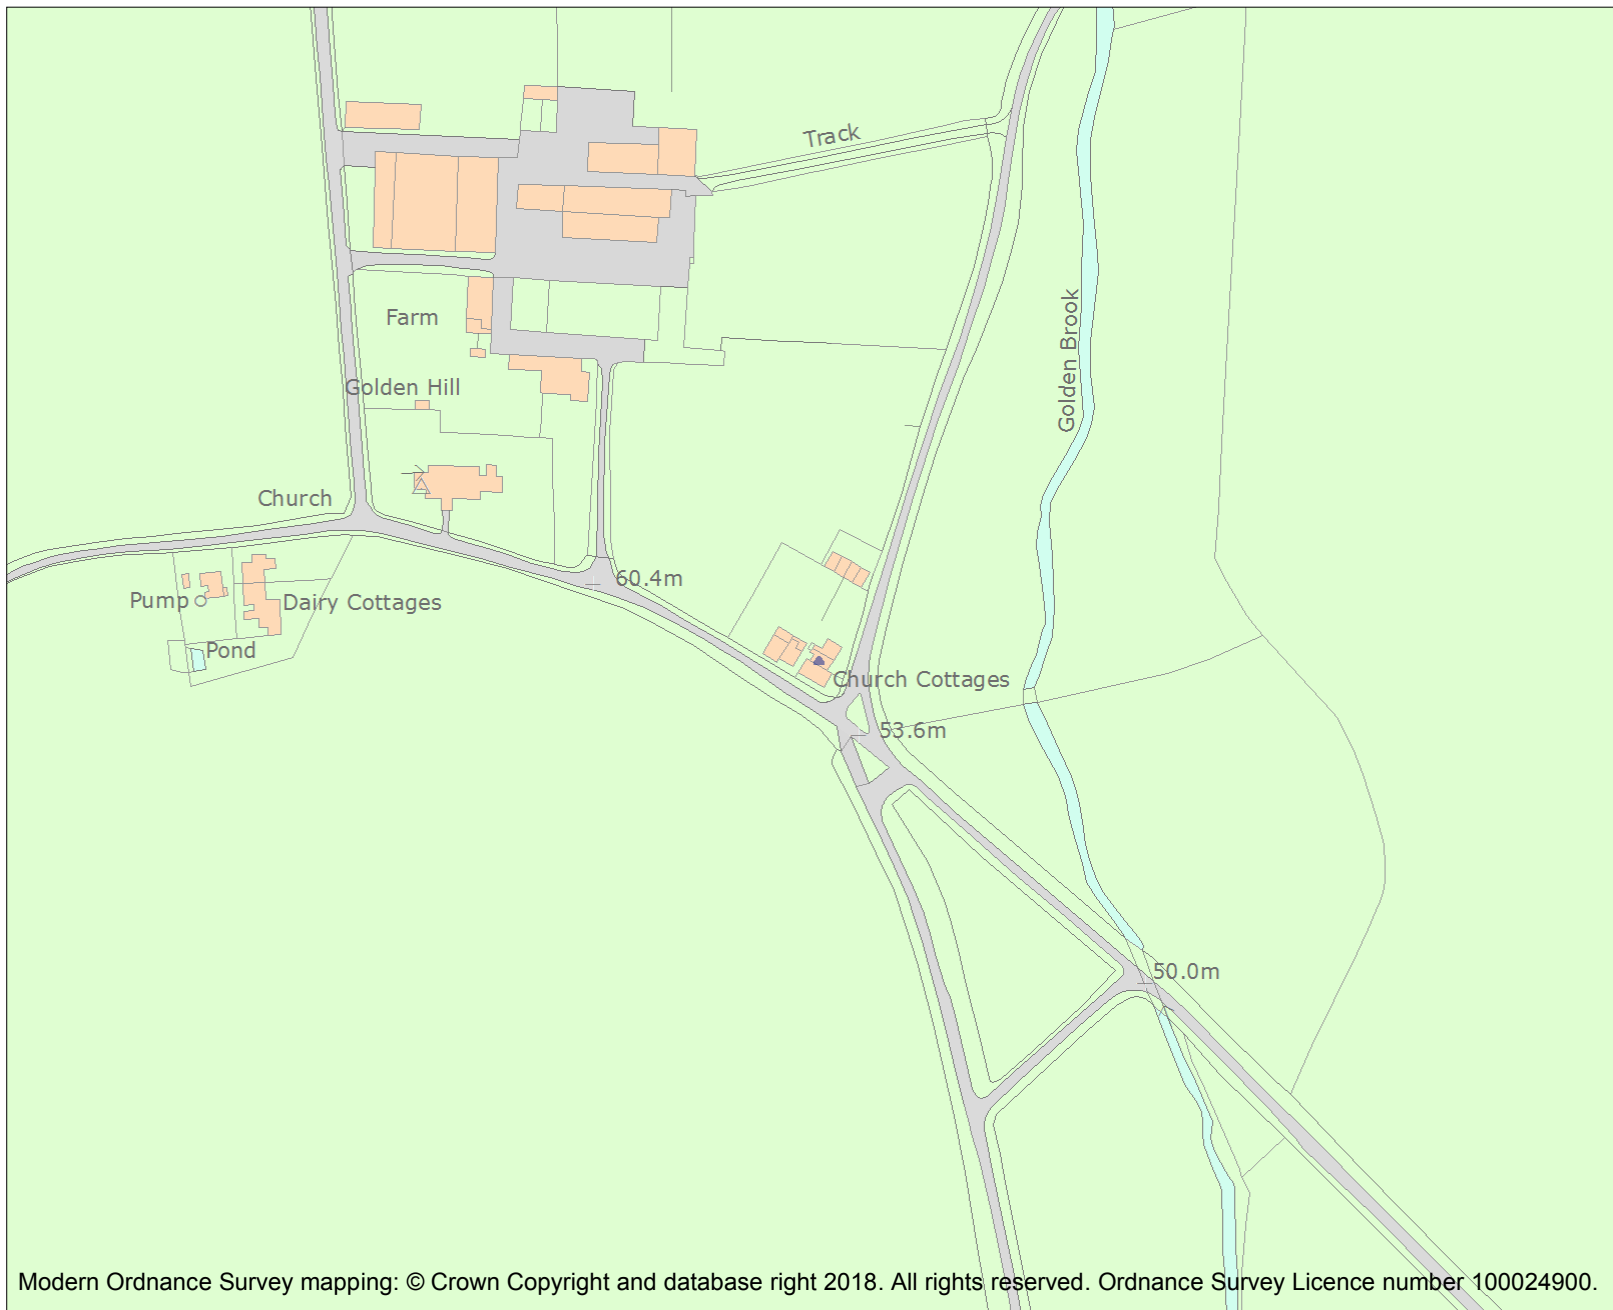 Track
Golden Brook
Farm
Golden Hill
Church
60.4m
Pump
Dairy Cottages
Pond
Church Cottages
53.6m
50.0m
Modern Ordnance Survey mapping: © Crown Copyright and database right 2018. All rights reserved. Ordnance Survey Licence number 100024900.